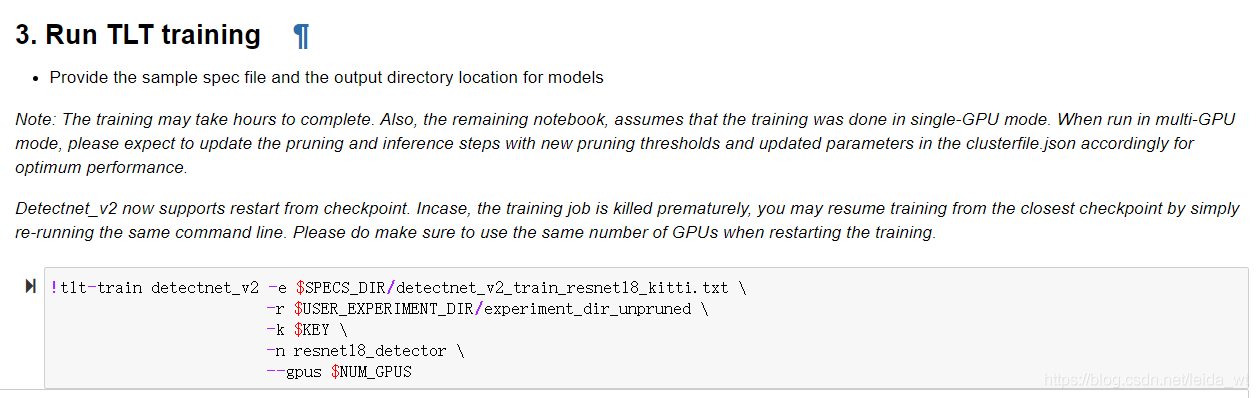 3. Run TLT training ¶
• Provide the sample spec file and the output directory location for models
Note: The training may take hours to complete. Also, the remaining notebook, assumes that the training was done in single-GPU mode. When run in multi-GPU
mode, please expect to update the pruning and inference steps with new pruning thresholds and updated parameters in the clusterfile.json accordingly for
optimum performance.
Detectnet_v2 now supports restart from checkpoint. Incase, the training job is killed prematurely, you may resume training from the closest checkpoint by simply
re-running the same command line. Please do make sure to use the same number of GPUs when restarting the training.
!tlt-train detectnet_v2 -e $SPECS_DIR/detectnet_v2_train_resnet18_kitti.txt \
-r $USER_EXPERIMENT_DIR/experiment_dir_unpruned \
-k $KEY \
-n resnet18_detector \
--gpus $NUM_GPUS
https://blog.csdn.net/leida_wt